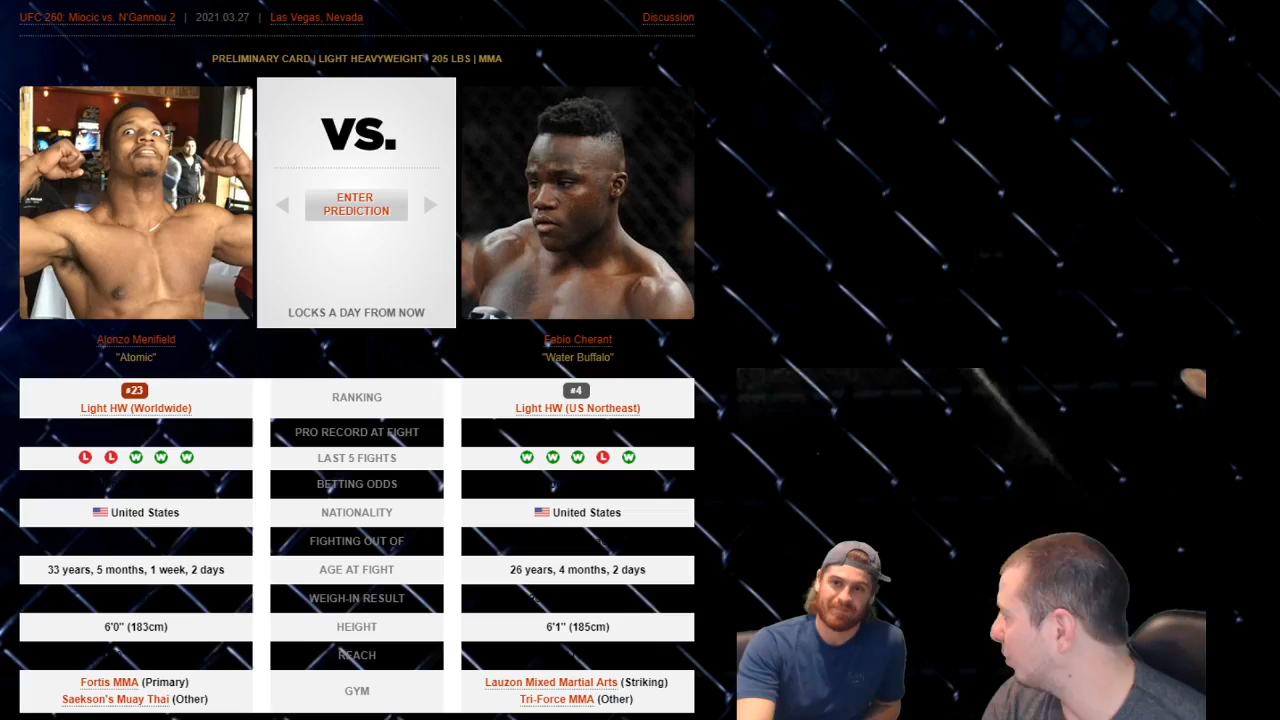 UFC 260: Miocic vs. N'Gannou 2 | 2021.03.27 | Las Vegas, Nevada Discussion
PRELIMINARY CARD | LIGHT HEAVYWEIGHT · 205 LBS | MMA
VS.
ENTER
PREDICTION
LOCKS A DAY FROM NOW
Alonzo Menifield Fabio Cherant
"Atomic" "Water Buffalo"
#23 RANKING #4
Light HW (Worldwide) Light HW (US Northeast)
PRO RECORD AT FIGHT
L L W W W LAST 5 FIGHTS W W W L W
BETTING ODDS
United States NATIONALITY United States
FIGHTING OUT OF
33 years, 5 months, 1 week, 2 days AGE AT FIGHT 26 years, 4 months, 2 days
WEIGH-IN RESULT
6'0" (183cm) HEIGHT 6'1" (185cm)
REACH
Fortis MMA (Primary) GYM Lauzon Mixed Martial Arts (Striking)
Saekson's Muay Thai (Other) Tri-Force MMA (Other)